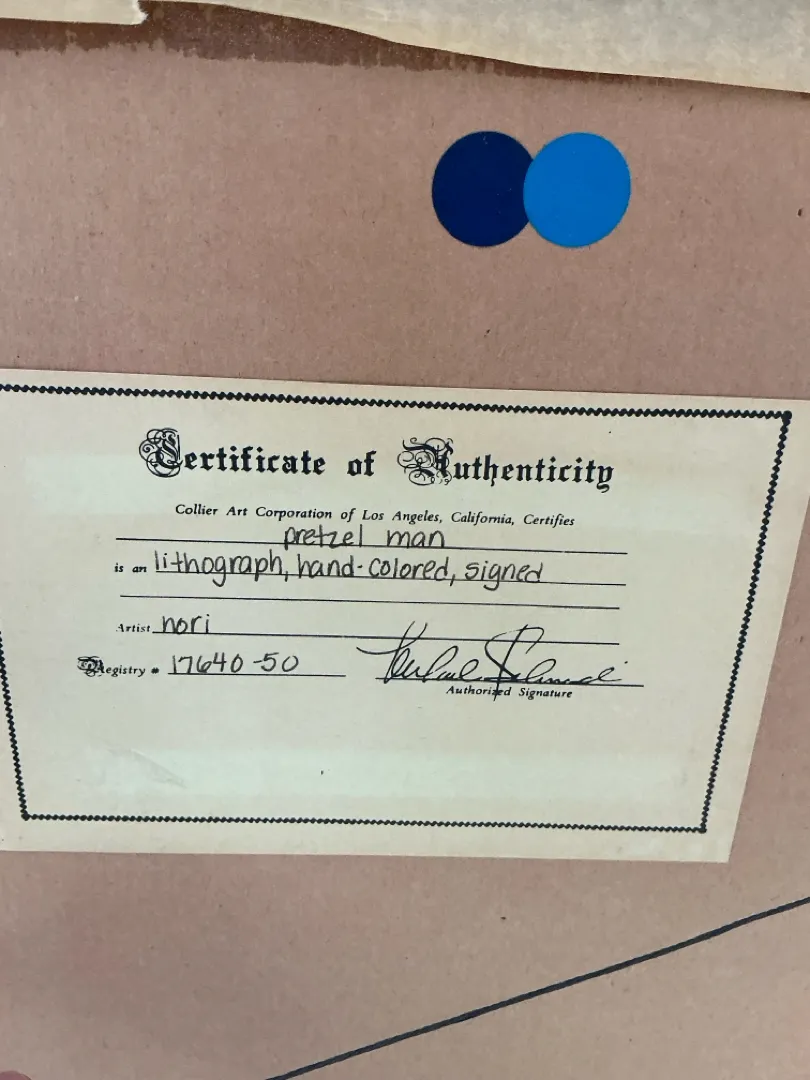 Certificate of Authenticity
Collier Art Corporation of Los Angeles, California, Certifies
pretzel man
is an lithograph, hand-colored, signed
Artist nori
Registry # 17640-50
Authorized Signature